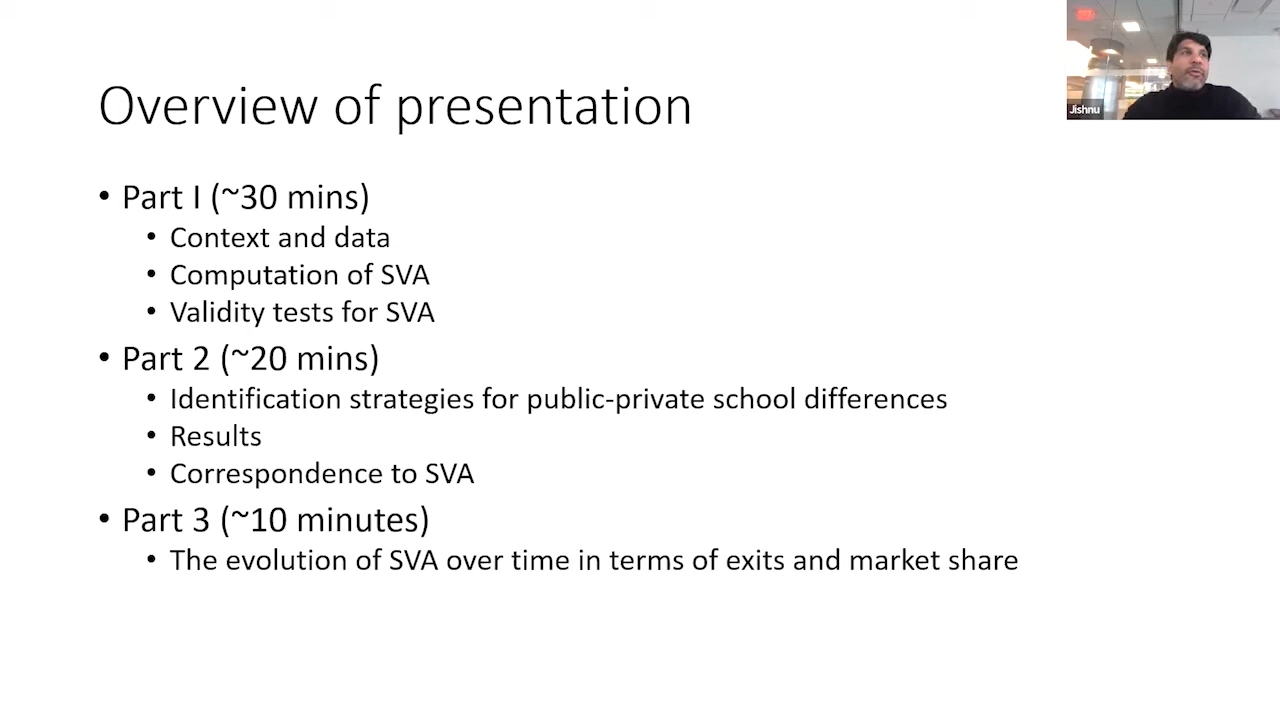 Overview of presentation
Jishnu
• Part I (~30 mins)
• Context and data
• Computation of SVA
• Validity tests for SVA
• Part 2 (~20 mins)
• Identification strategies for public-private school differences
• Results
• Correspondence to SVA
• Part 3 (~10 minutes)
• The evolution of SVA over time in terms of exits and market share